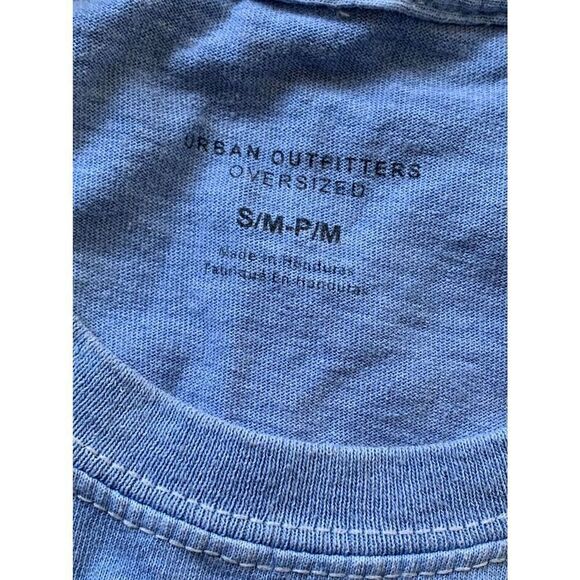 URBAN OUTFITTERS
OVERSIZED
S/M-P/M
Made in Honduras
Fabriqué En Honduras